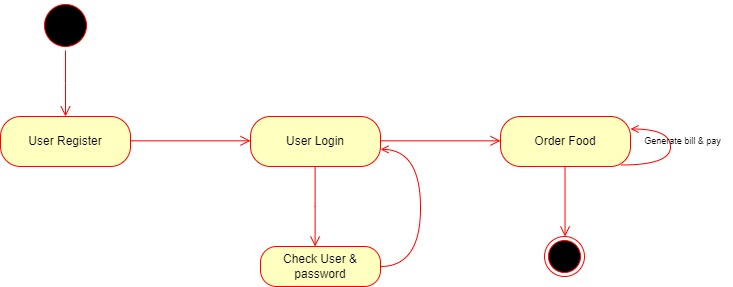 User Register
User Login
Order Food
Generate bill & pay
Check User &
password